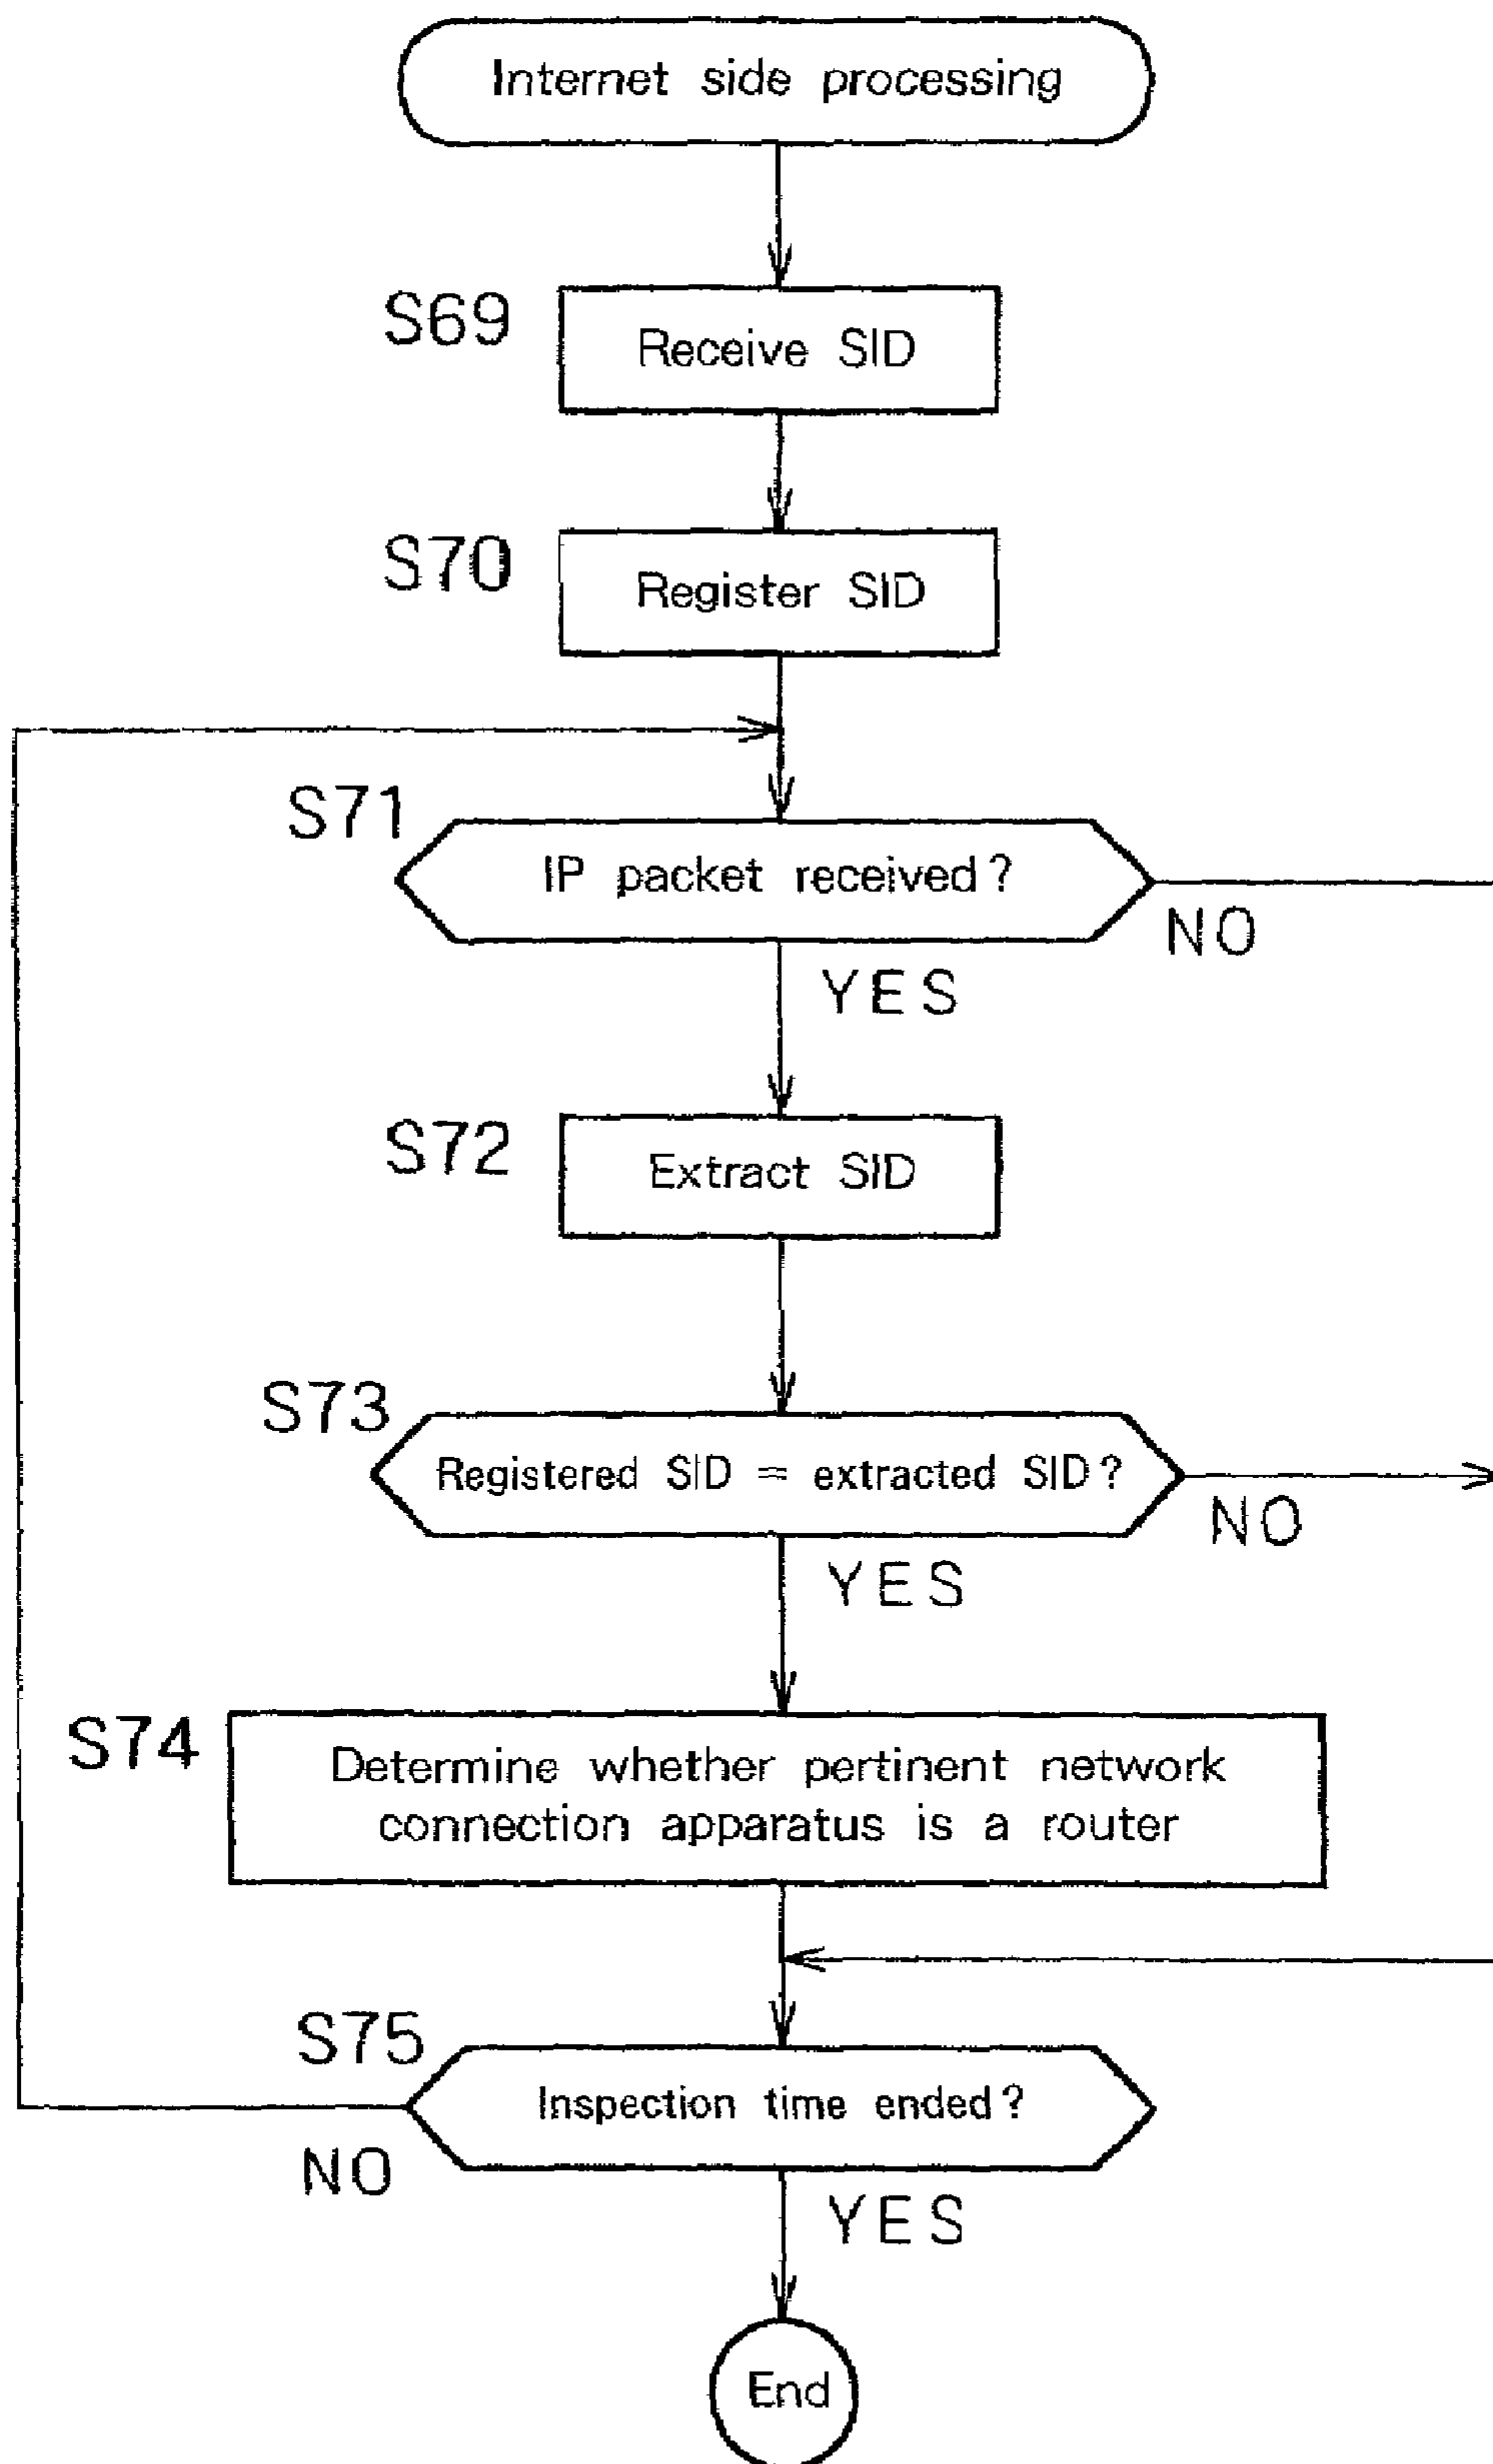 Internet side processing
S69
Receive SID
S70
Register SID
S71
IP packet received?
NO
YES
S72
Extract SID
S73
Registered SID = extracted SID?
NO
YES
S74
Determine whether pertinent network
connection apparatus is a router
S75
Inspection time ended?
NO
YES
End